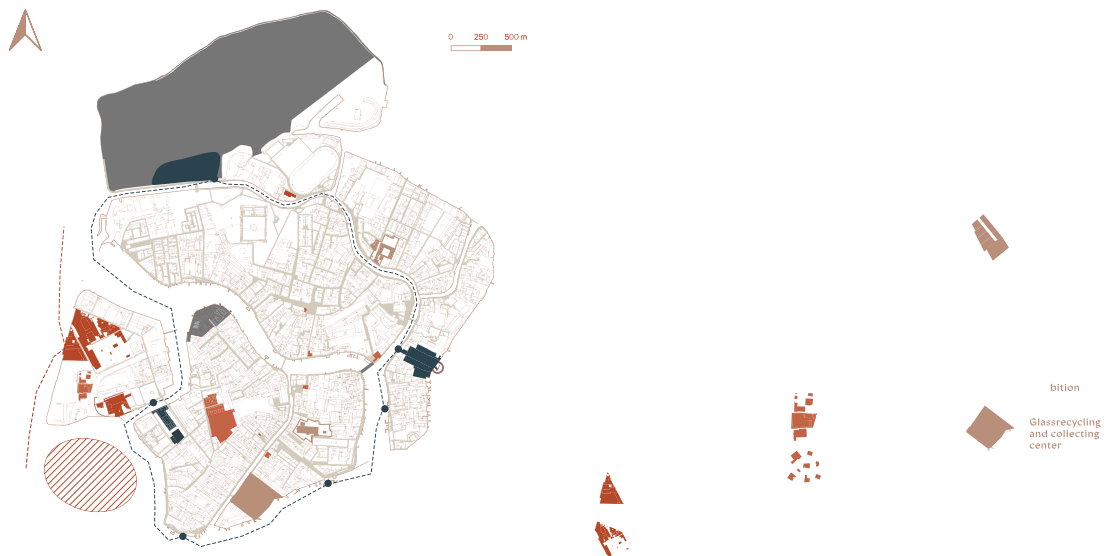 0 250 500 m
bition
Glassrecycling
and collecting
center